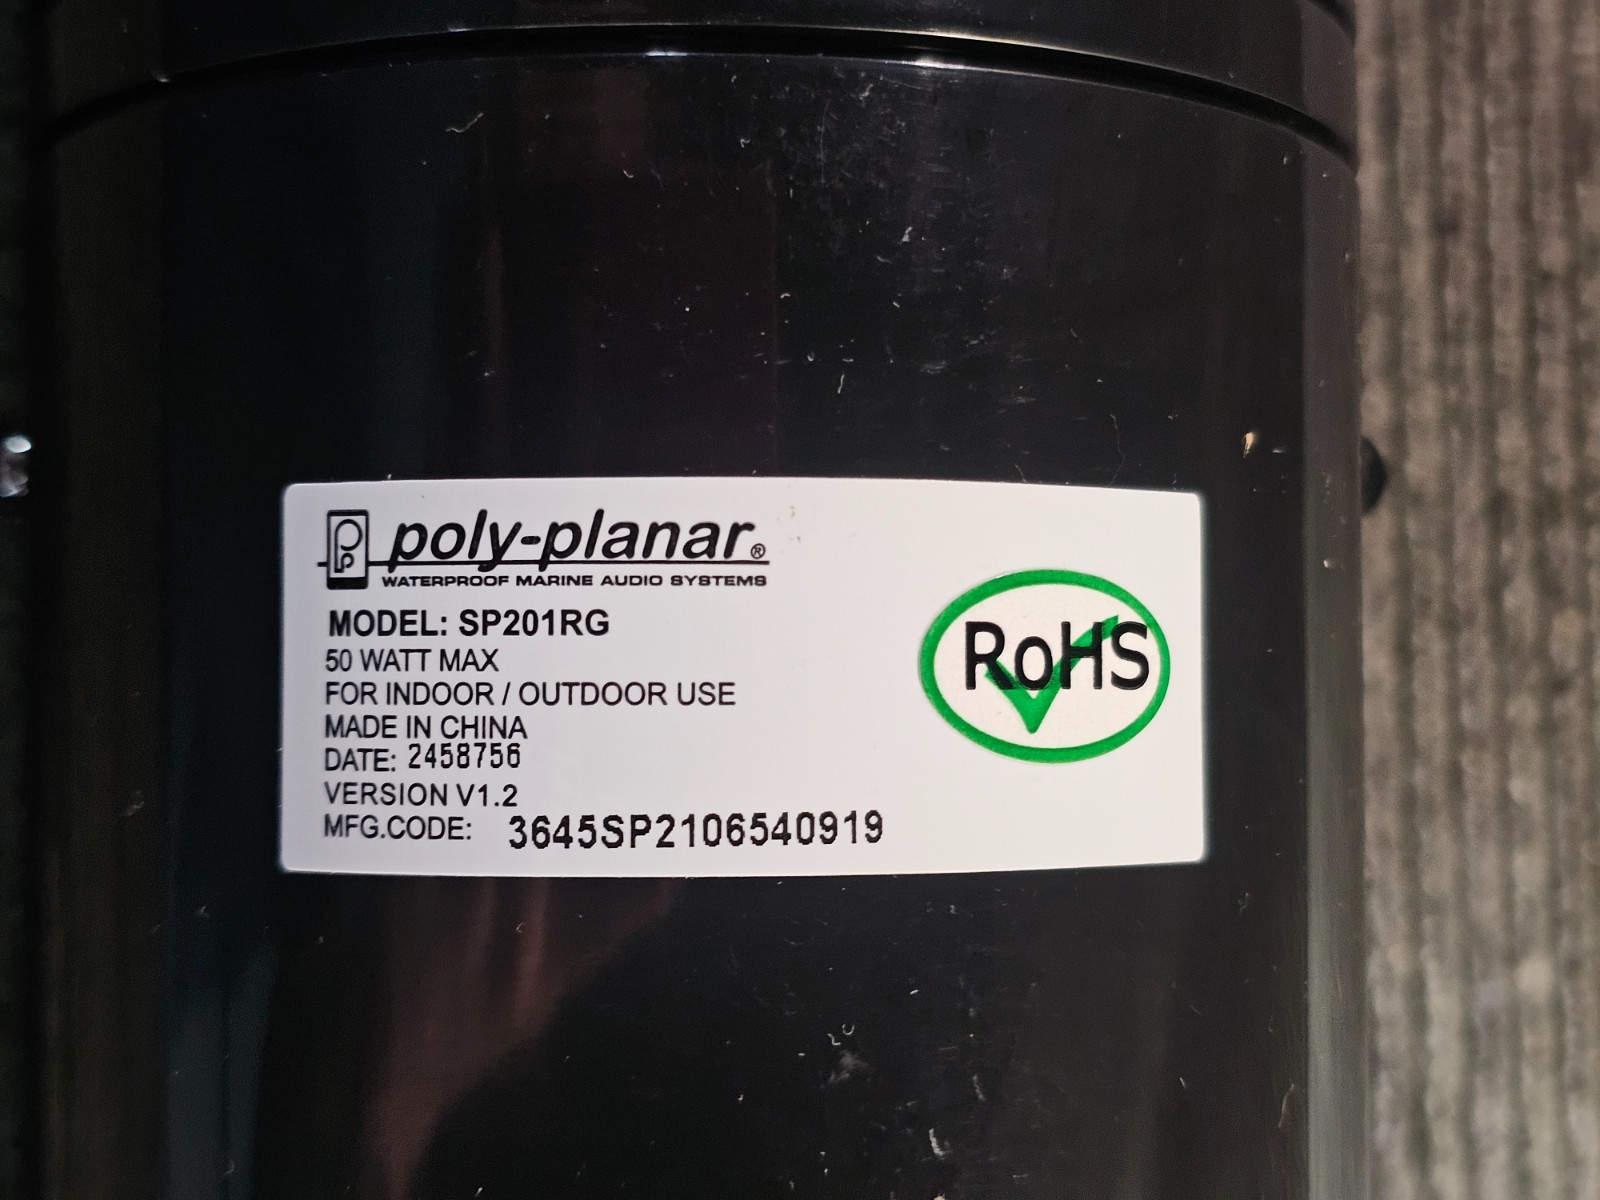 poly-planar®
WATERPROOF MARINE AUDIO SYSTEMS
MODEL: SP201RG
50 WATT MAX
FOR INDOOR / OUTDOOR USE
MADE IN CHINA
DATE: 2458756
VERSION V1.2
MFG.CODE: 3645SP2106540919
RoHS